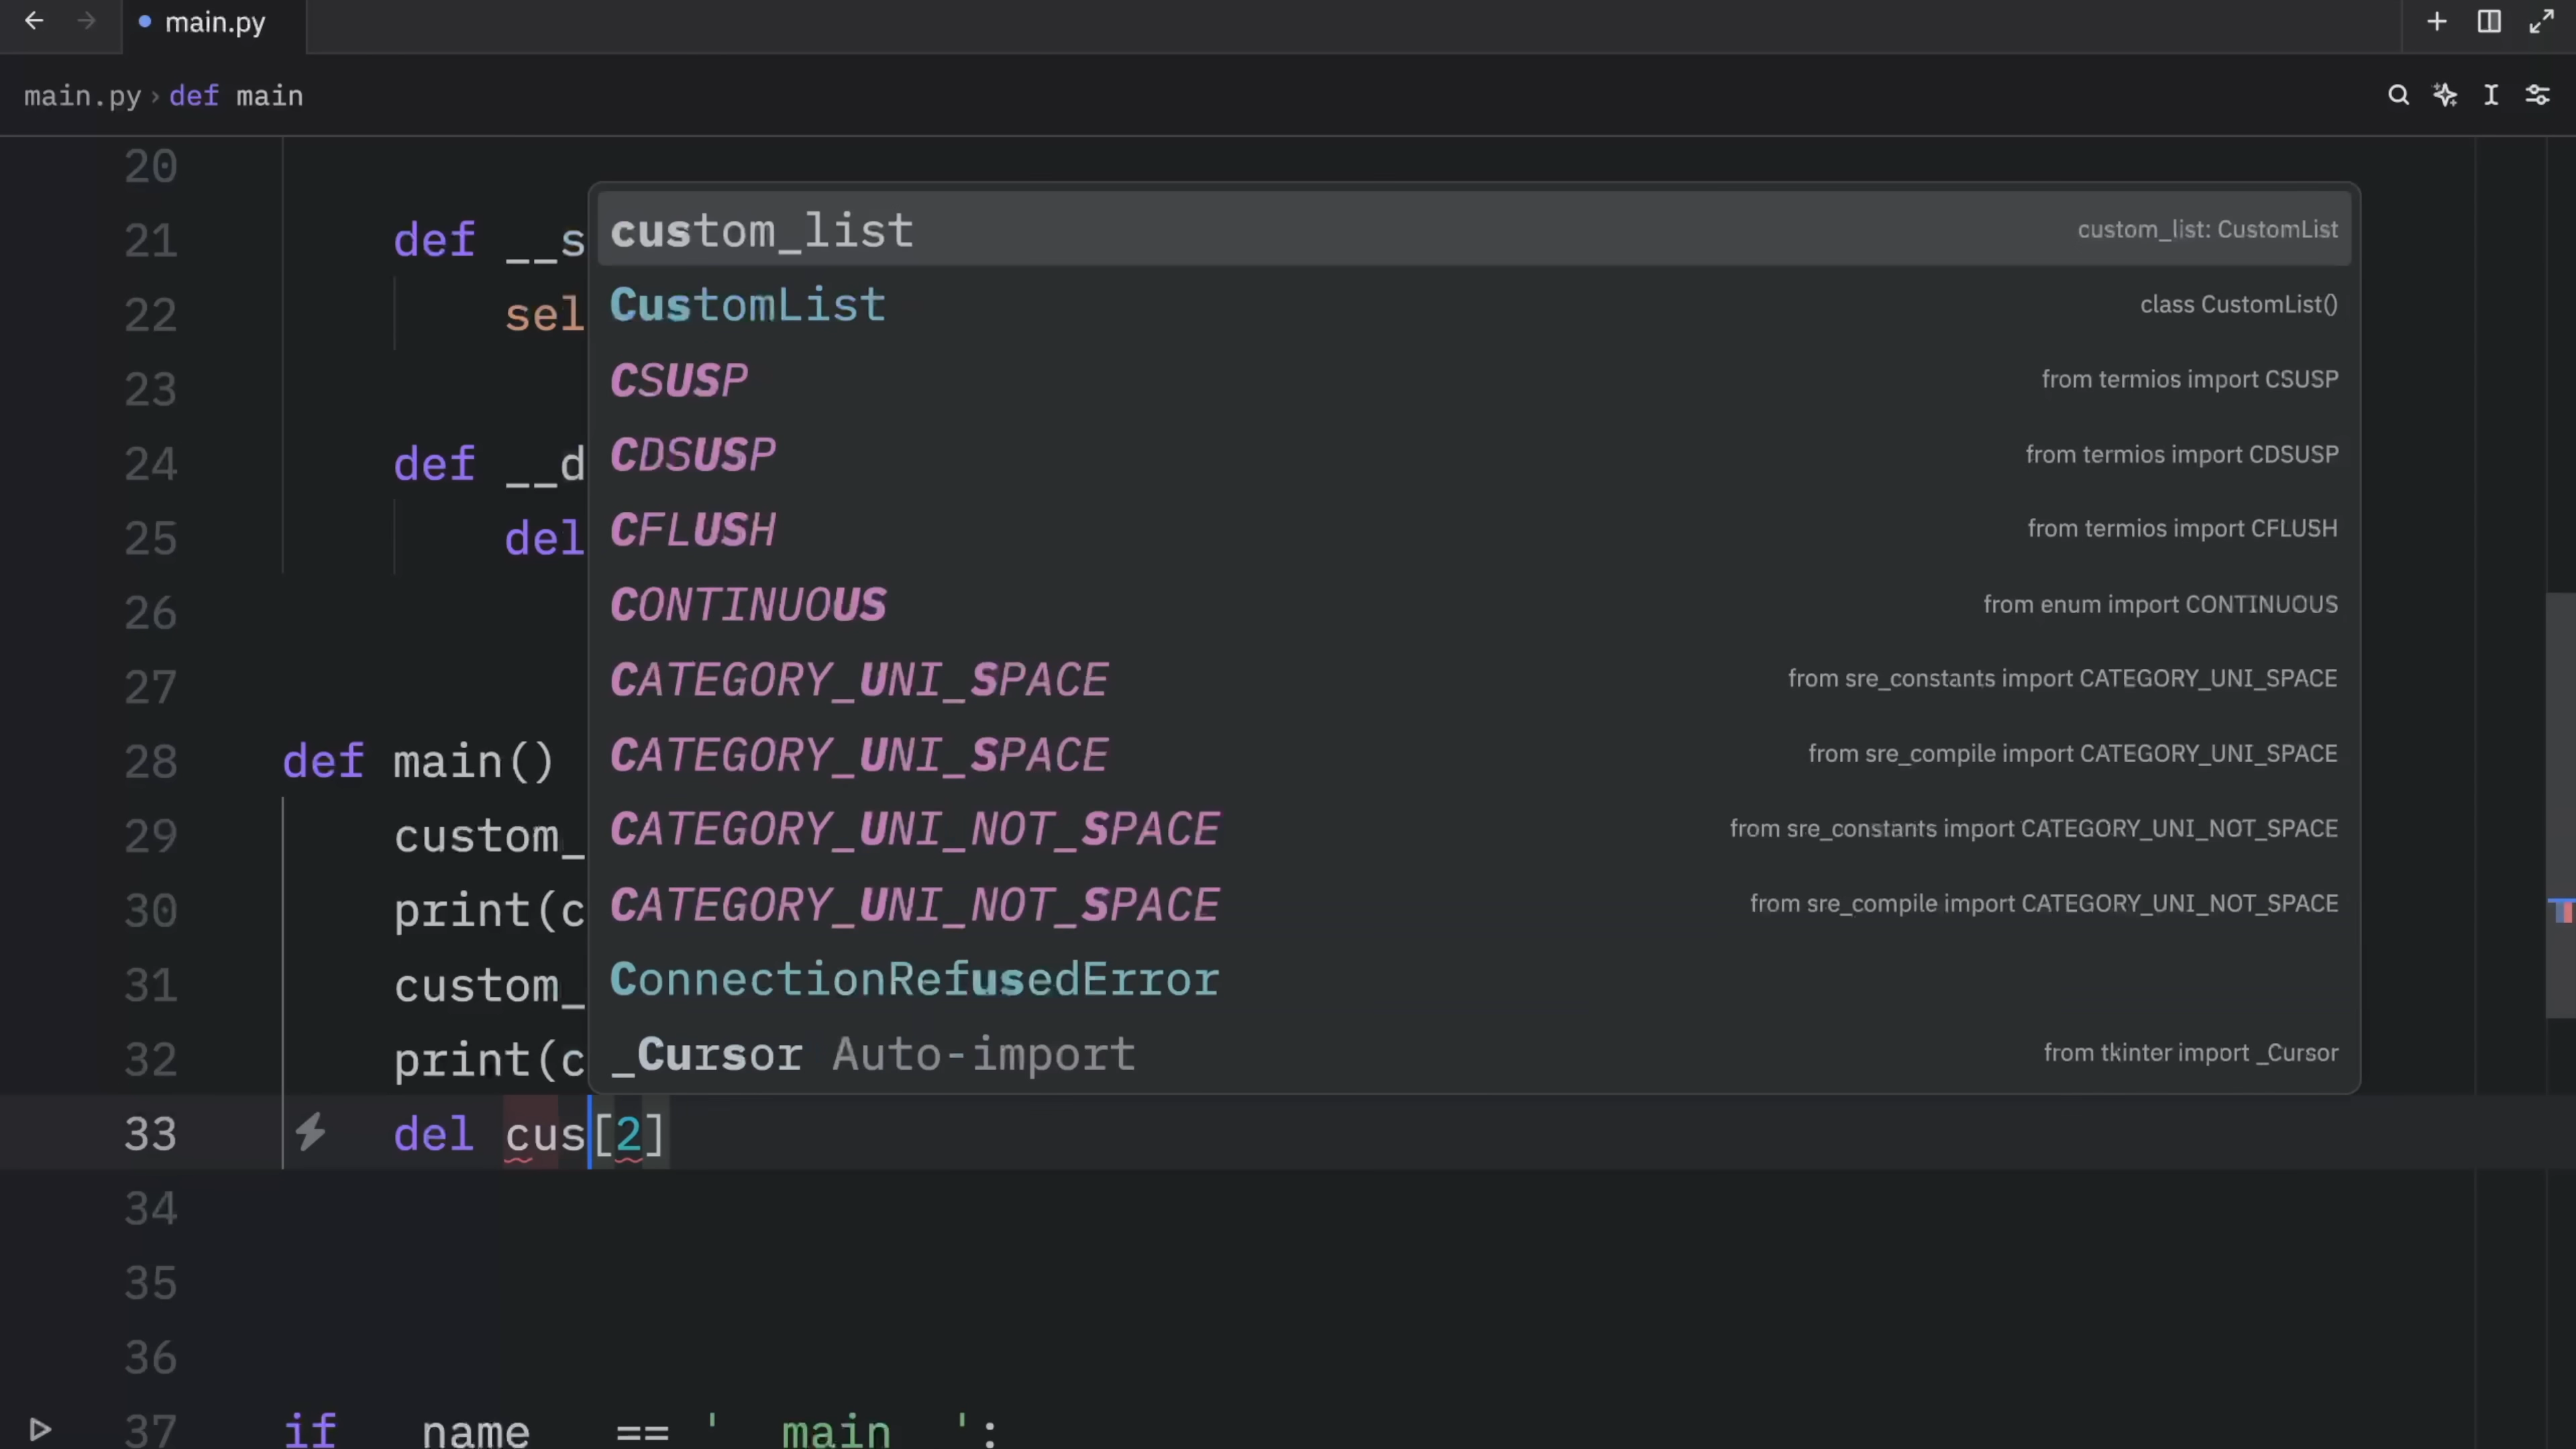 main.py
main.py › def main
20
21 def __s
22 sel
23
24 def __d
25 del
26
27
28 def main()
29 custom_
30 print(c
31 custom_
32 print(c
33 del cus[2]
34
35
36
37 if __name__ == '__main__':
custom_list custom_list: CustomList
CustomList class CustomList()
CSUSP from termios import CSUSP
CDSUSP from termios import CDSUSP
CFLUSH from termios import CFLUSH
CONTINUOUS from enum import CONTINUOUS
CATEGORY_UNI_SPACE from sre_constants import CATEGORY_UNI_SPACE
CATEGORY_UNI_SPACE from sre_compile import CATEGORY_UNI_SPACE
CATEGORY_UNI_NOT_SPACE from sre_constants import CATEGORY_UNI_NOT_SPACE
CATEGORY_UNI_NOT_SPACE from sre_compile import CATEGORY_UNI_NOT_SPACE
ConnectionRefusedError
_Cursor Auto-import from tkinter import _Cursor